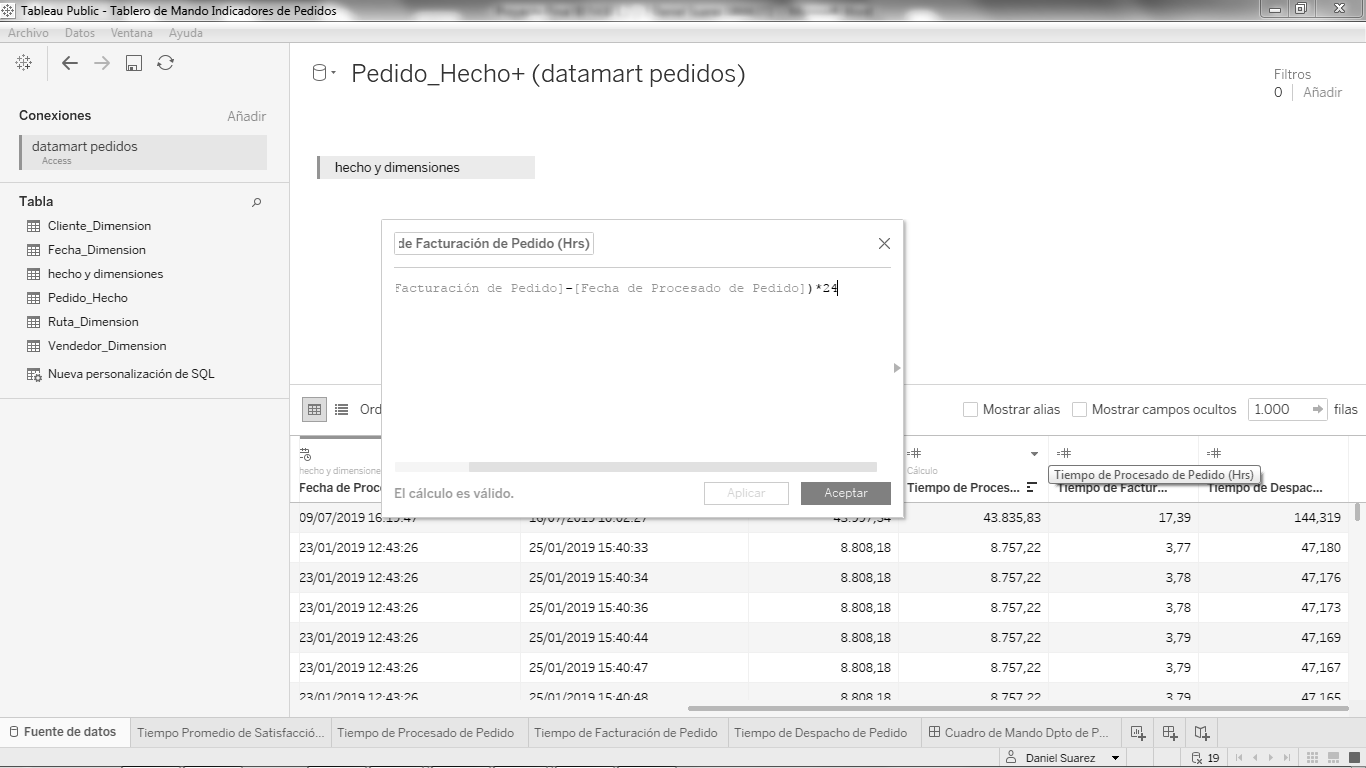 Tableau Public - Tablero de Mando Indicadores de Pedidos
Archivo Datos Ventana Ayuda
Pedido_Hecho+ (datamart pedidos)
Filtros
0 Añadir
Conexiones Añadir
datamart pedidos
Access
hecho y dimensiones
Tabla
Cliente_Dimension
Fecha_Dimension
hecho y dimensiones
Pedido_Hecho
Ruta_Dimension
Vendedor_Dimension
Nueva personalización de SQL
de Facturación de Pedido (Hrs)
Facturación de Pedido]-[Fecha de Procesado de Pedido])*24
El cálculo es válido.
Aplicar Aceptar
Ord
Mostrar alias Mostrar campos ocultos 1.000 filas
hecho y dimensione
Cálculo
Tiempo de Procesado de Pedido (Hrs)
Fecha de Proce Tiempo de Proces... Tiempo de Factur... Tiempo de Despac...
09/07/2019 16:19:47 16/07/2019 16:02:27 43.997,54 43.835,83 17,39 144,319
23/01/2019 12:43:26 25/01/2019 15:40:33 8.808,18 8.757,22 3,77 47,180
23/01/2019 12:43:26 25/01/2019 15:40:34 8.808,18 8.757,22 3,78 47,176
23/01/2019 12:43:26 25/01/2019 15:40:36 8.808,18 8.757,22 3,78 47,173
23/01/2019 12:43:26 25/01/2019 15:40:44 8.808,18 8.757,22 3,79 47,169
23/01/2019 12:43:26 25/01/2019 15:40:47 8.808,18 8.757,22 3,79 47,167
23/01/2019 12:43:26 25/01/2019 15:40:48 8.808,18 8.757,22 3,79 47,165
Fuente de datos Tiempo Promedio de Satisfacció... Tiempo de Procesado de Pedido Tiempo de Facturación de Pedido Tiempo de Despacho de Pedido Cuadro de Mando Dpto de P...
Daniel Suarez 19